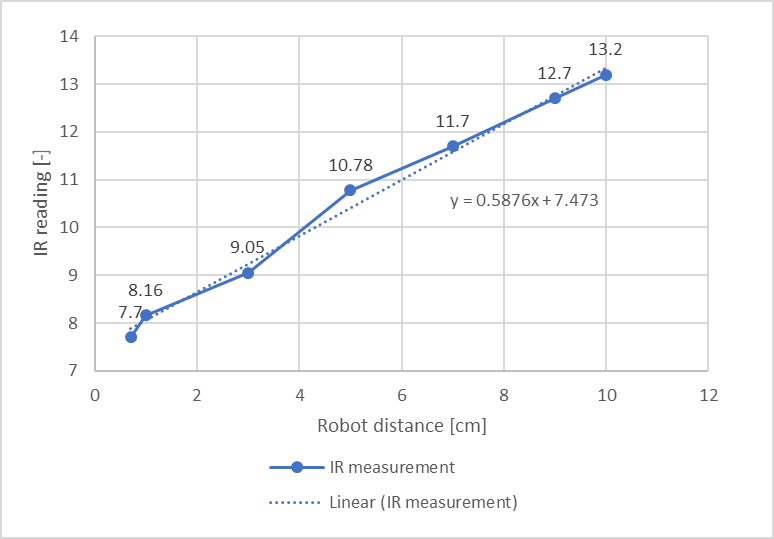 14
13.2
13
12.7
12
11.7
11
10.78
y = 0.5876x + 7.473
10
9.05
9
8.16
8
7.7
7
IR reading [-]
0 2 4 6 8 10 12
Robot distance [cm]
IR measurement
Linear (IR measurement)